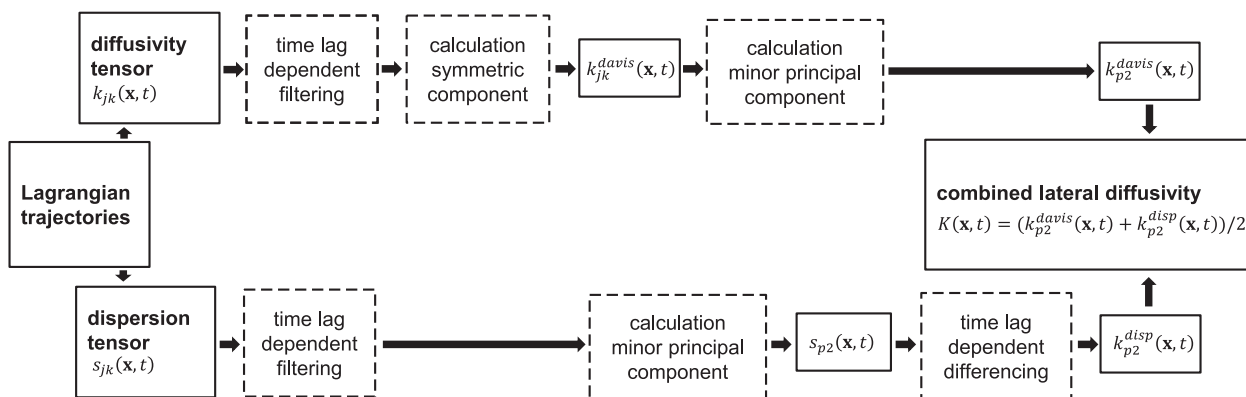 Lagrangian
trajectories
diffusivity
tensor
k_{jk}(x, t)
time lag
dependent
filtering
calculation
symmetric
component
k_{jk}^{davis}(x, t)
calculation
minor principal
component
k_{p2}^{davis}(x, t)
dispersion
tensor
s_{jk}(x, t)
time lag
dependent
filtering
calculation
minor principal
component
s_{p2}(x, t)
time lag
dependent
differencing
k_{p2}^{disp}(x, t)
combined lateral diffusivity
K(x, t) = (k_{p2}^{davis}(x, t) + k_{p2}^{disp}(x, t))/2